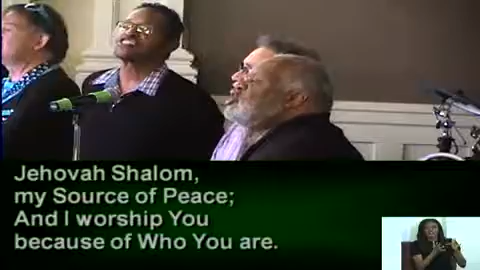 Jehovah Shalom,
my Source of Peace;
And I worship You
because of Who You are.